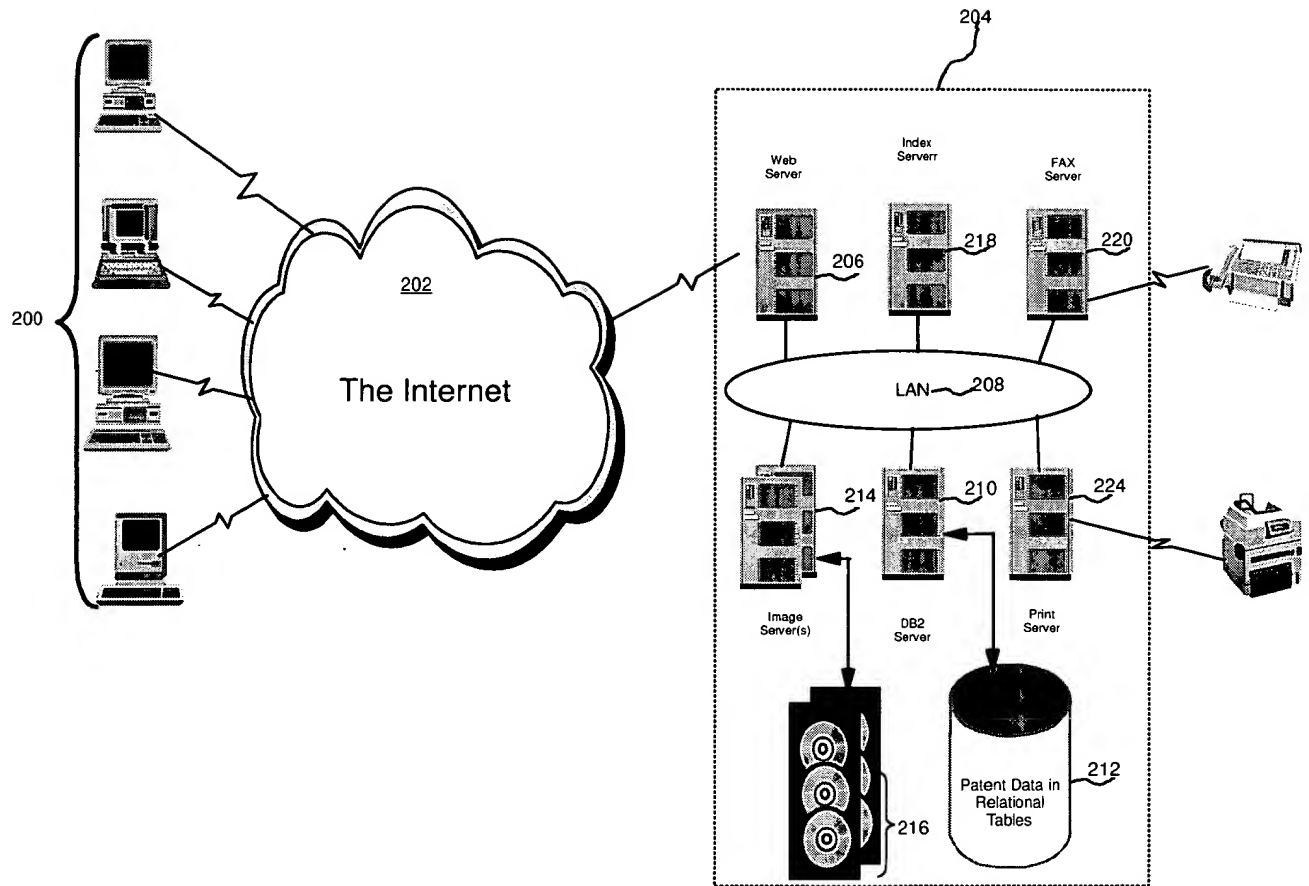 204
Web
Server
Index
Serverr
FAX
Server
206
218
220
200
202
The Internet
LAN
208
214
210
224
Image
Server(s)
DB2
Server
Print
Server
216
Patent Data in
Relational
Tables
212